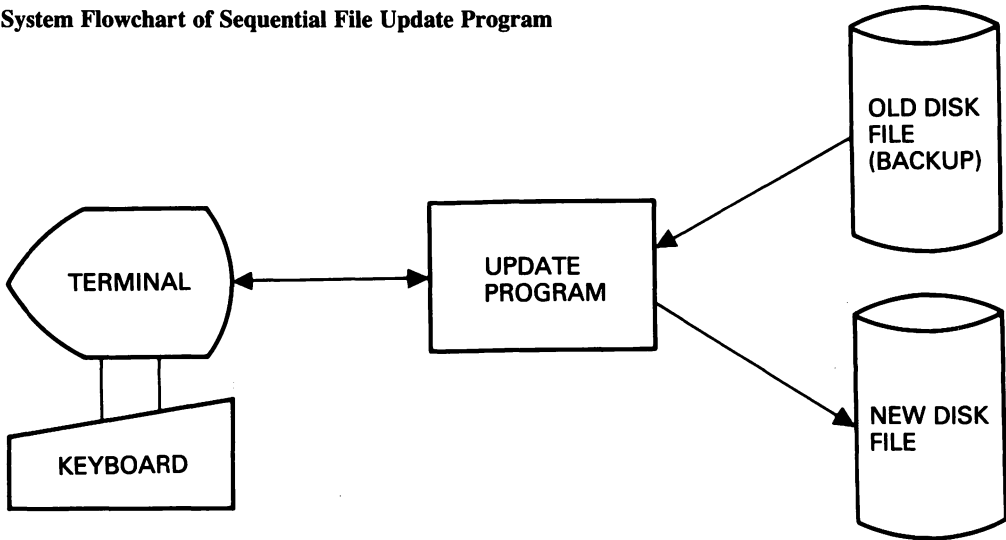 System Flowchart of Sequential File Update Program
OLD DISK
FILE
(BACKUP)
TERMINAL
UPDATE
PROGRAM
KEYBOARD
NEW DISK
FILE